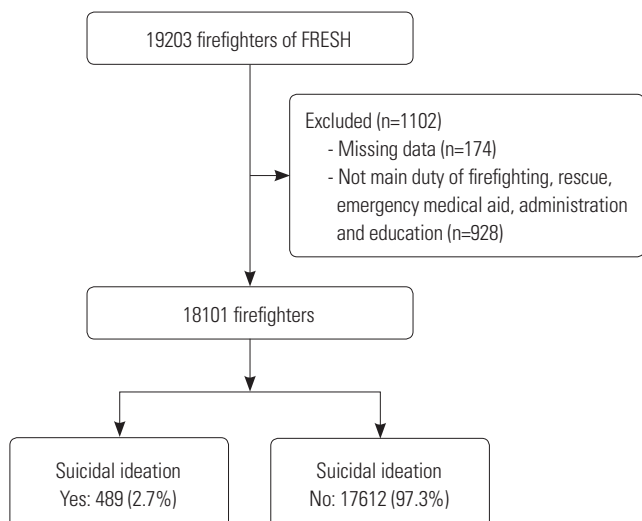 19203 firefighters of FRESH
Excluded (n=1102)
- Missing data (n=174)
- Not main duty of firefighting, rescue,
emergency medical aid, administration
and education (n=928)
18101 firefighters
Suicidal ideation
Yes: 489 (2.7%)
Suicidal ideation
No: 17612 (97.3%)